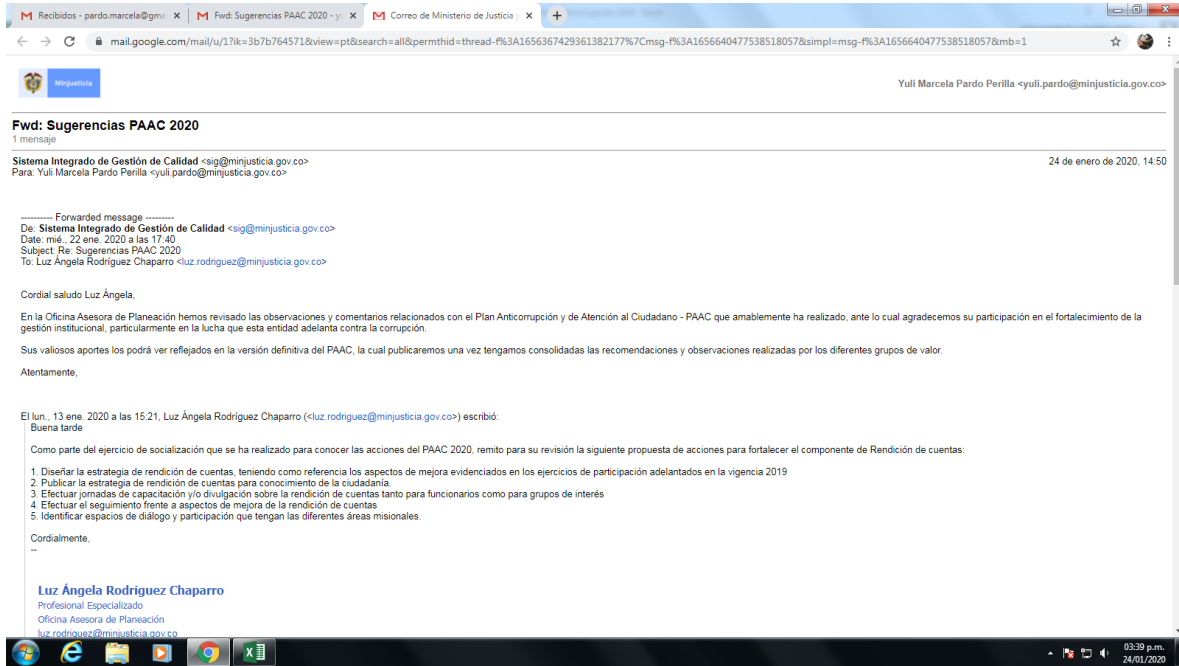 Recibidos - pardo.marcela@gma
Fwd: Sugerencias PAAC 2020 - yu
Correo de Ministerio de Justicia y
mail.google.com/mail/u/1?ik=3b7b764571&view=pt&search=all&permthid=thread-f%3A1656367429361382177%7Cmsg-f%3A1656640477538518057&simpl=msg-f%3A1656640477538518057&mb=1
Minjusticia
Yuli Marcela Pardo Perilla <yuli.pardo@minjusticia.gov.co>
Fwd: Sugerencias PAAC 2020
1 mensaje
Sistema Integrado de Gestión de Calidad <sig@minjusticia.gov.co>
24 de enero de 2020, 14:50
Para: Yuli Marcela Pardo Perilla <yuli.pardo@minjusticia.gov.co>
---------- Forwarded message ---------
De: Sistema Integrado de Gestión de Calidad <sig@minjusticia.gov.co>
Date: mié., 22 ene. 2020 a las 17:40
Subject: Re: Sugerencias PAAC 2020
To: Luz Ángela Rodríguez Chaparro <luz.rodriguez@minjusticia.gov.co>
Cordial saludo Luz Ángela,
En la Oficina Asesora de Planeación hemos revisado las observaciones y comentarios relacionados con el Plan Anticorrupción y de Atención al Ciudadano - PAAC que amablemente ha realizado, ante lo cual agradecemos su participación en el fortalecimiento de la
gestión institucional, particularmente en la lucha que esta entidad adelanta contra la corrupción.
Sus valiosos aportes los podrá ver reflejados en la versión definitiva del PAAC, la cual publicaremos una vez tengamos consolidadas las recomendaciones y observaciones realizadas por los diferentes grupos de valor.
Atentamente,
El lun., 13 ene. 2020 a las 15:21, Luz Ángela Rodríguez Chaparro (<luz.rodriguez@minjusticia.gov.co>) escribió:
Buena tarde
Como parte del ejercicio de socialización que se ha realizado para conocer las acciones del PAAC 2020, remito para su revisión la siguiente propuesta de acciones para fortalecer el componente de Rendición de cuentas:
1. Diseñar la estrategia de rendición de cuentas, teniendo como referencia los aspectos de mejora evidenciados en los ejercicios de participación adelantados en la vigencia 2019
2. Publicar la estrategia de rendición de cuentas para conocimiento de la ciudadanía.
3. Efectuar jornadas de capacitación y/o divulgación sobre la rendición de cuentas tanto para funcionarios como para grupos de interés
4. Efectuar el seguimiento frente a aspectos de mejora de la rendición de cuentas
5. Identificar espacios de diálogo y participación que tengan las diferentes áreas misionales.
Cordialmente,
--
Luz Ángela Rodríguez Chaparro
Profesional Especializado
Oficina Asesora de Planeación
luz.rodriguez@minjusticia.gov.co
03:39 p.m.
24/01/2020